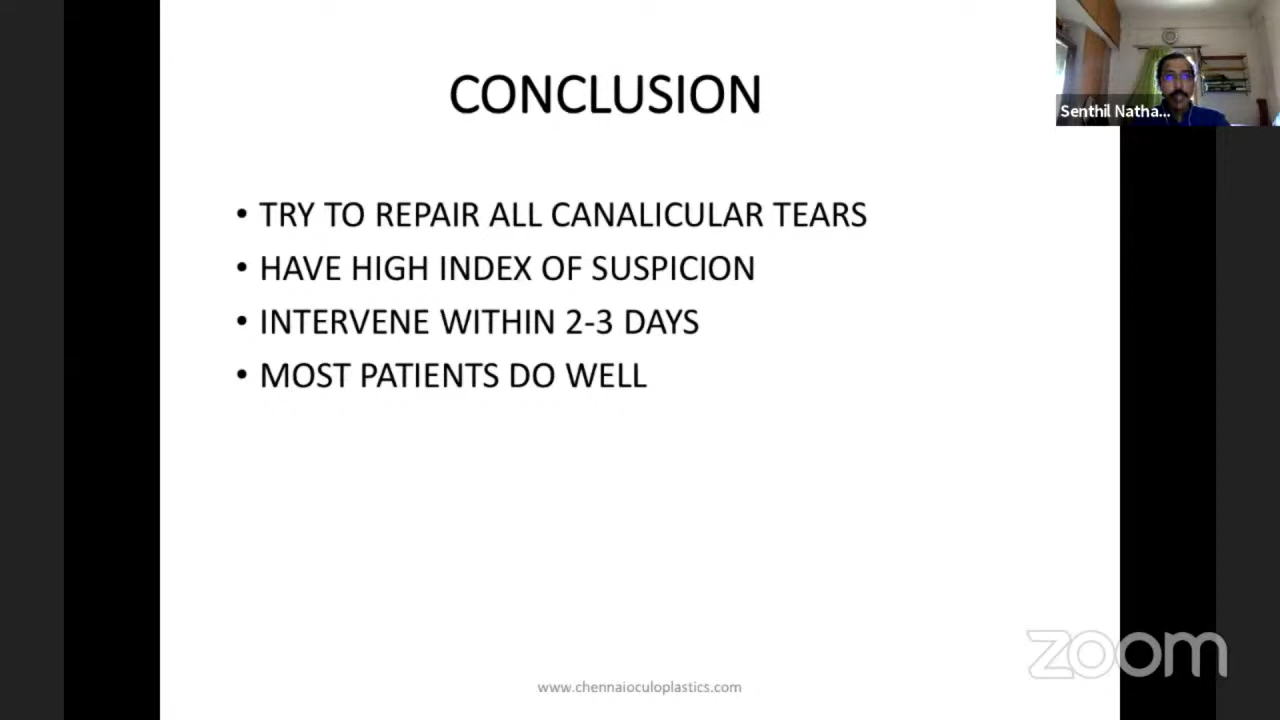 CONCLUSION
Senthil Natha...
• TRY TO REPAIR ALL CANALICULAR TEARS
• HAVE HIGH INDEX OF SUSPICION
• INTERVENE WITHIN 2-3 DAYS
• MOST PATIENTS DO WELL
zoom
www.chennaioculoplastics.com